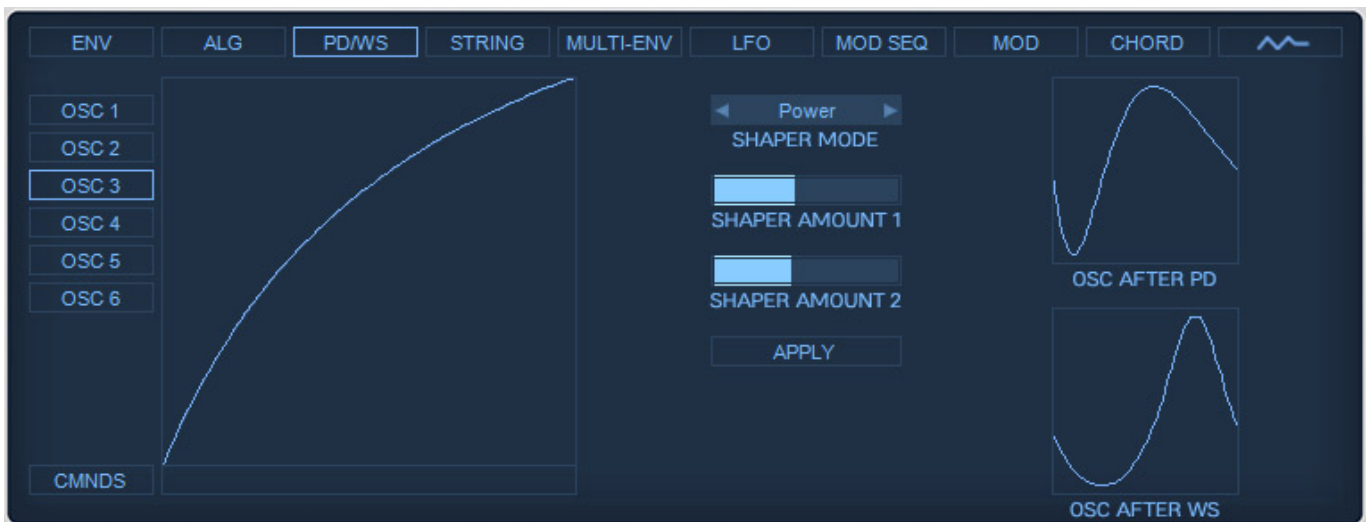 ENV ALG PD/WS STRING MULTI-ENV LFO MOD SEQ MOD CHORD
OSC 1
OSC 2
OSC 3
OSC 4
OSC 5
OSC 6
CMNDS
Power
SHAPER MODE
SHAPER AMOUNT 1
SHAPER AMOUNT 2
APPLY
OSC AFTER PD
OSC AFTER WS